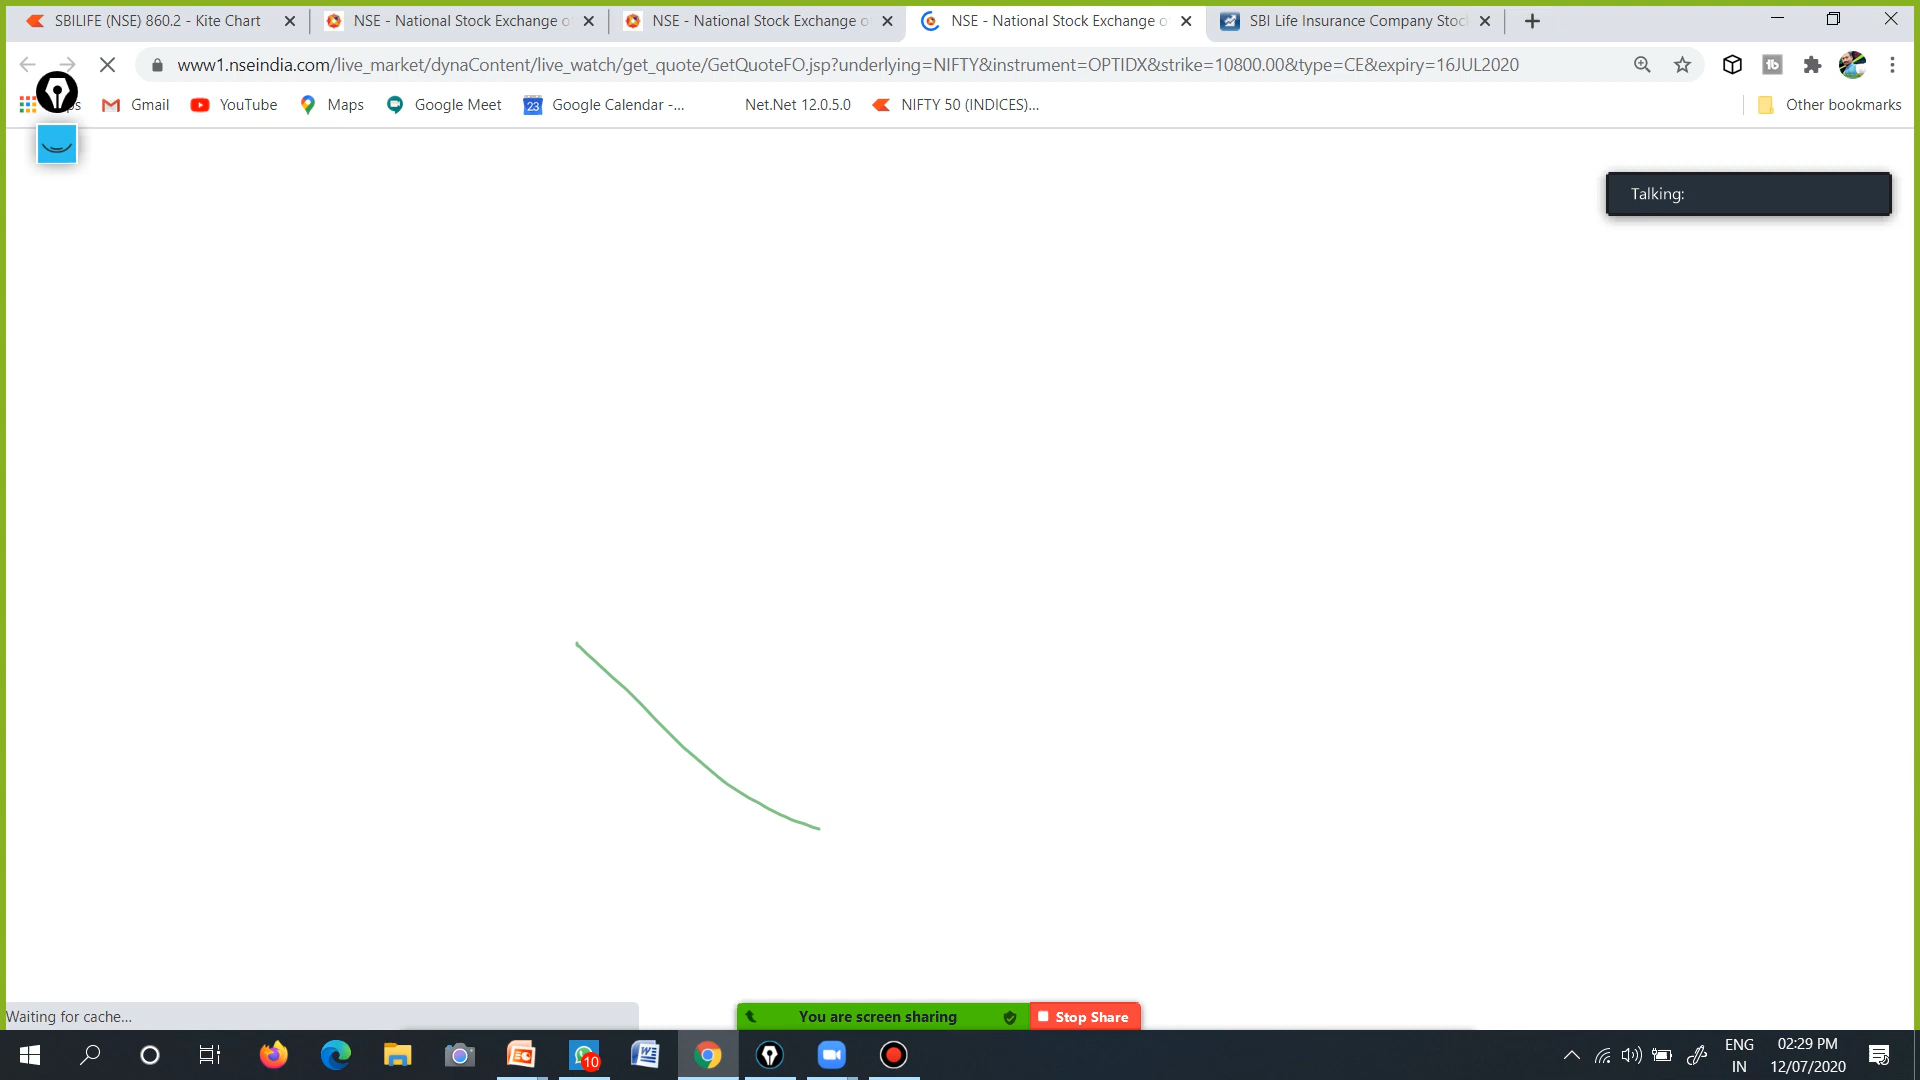 SBILIFE (NSE) 860.2 - Kite Chart
NSE - National Stock Exchange o
NSE - National Stock Exchange o
NSE - National Stock Exchange o
SBI Life Insurance Company Stoc
www1.nseindia.com/live_market/dynaContent/live_watch/get_quote/GetQuoteFO.jsp?underlying=NIFTY&instrument=OPTIDX&strike=10800.00&type=CE&expiry=16JUL2020
Gmail
YouTube
Maps
Google Meet
23
Google Calendar -...
Net.Net 12.0.5.0
NIFTY 50 (INDICES)...
Other bookmarks
Talking:
Waiting for cache...
You are screen sharing
Stop Share
10
ENG
IN
02:29 PM
12/07/2020